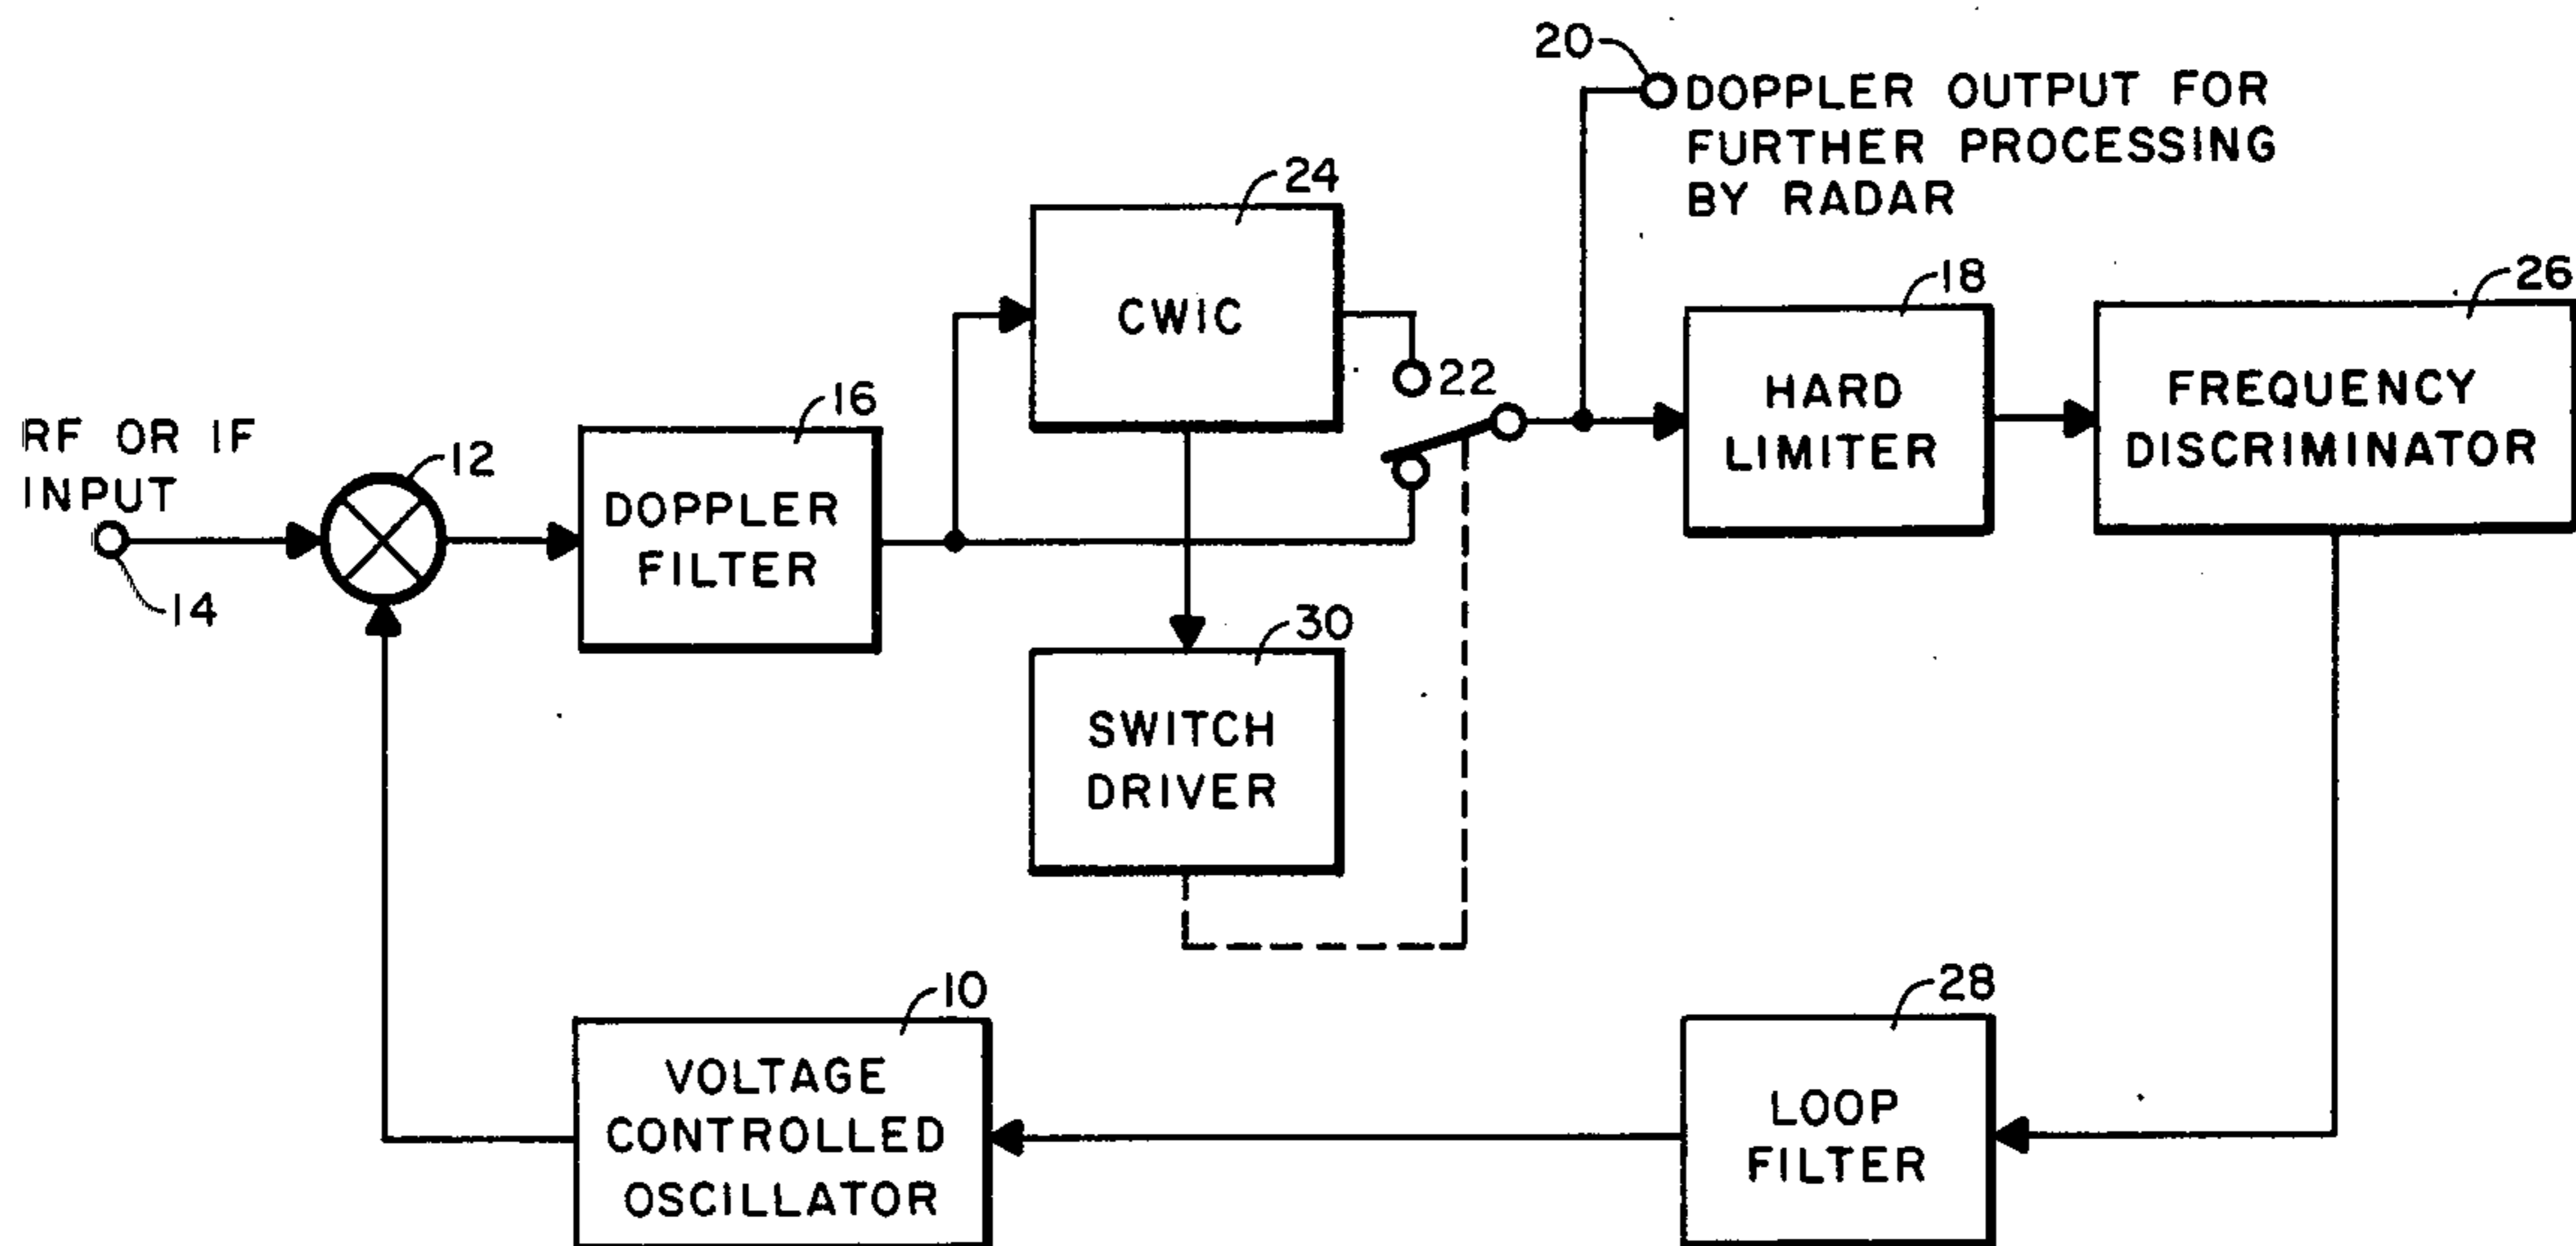 20
DOPPLER OUTPUT FOR
FURTHER PROCESSING
BY RADAR
24
CWIC
22
18
HARD
LIMITER
26
FREQUENCY
DISCRIMINATOR
RF OR IF
INPUT
14
12
16
DOPPLER
FILTER
30
SWITCH
DRIVER
10
VOLTAGE
CONTROLLED
OSCILLATOR
28
LOOP
FILTER